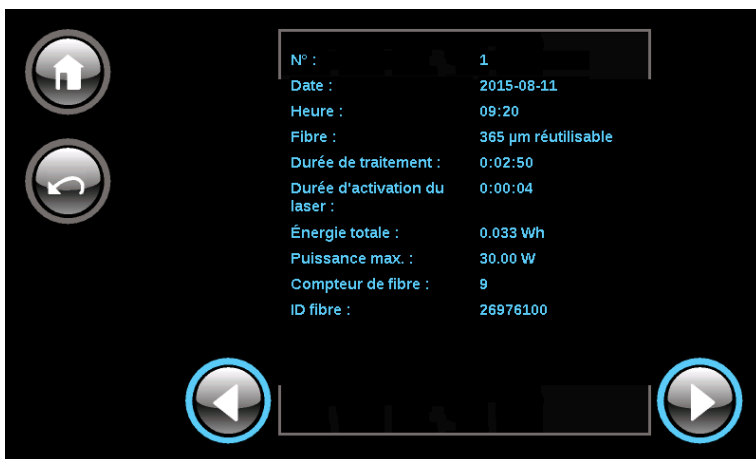 N° : 1
Date : 2015-08-11
Heure : 09:20
Fibre : 365 µm réutilisable
Durée de traitement : 0:02:50
Durée d'activation du 0:00:04
laser :
Énergie totale : 0.033 Wh
Puissance max. : 30.00 W
Compteur de fibre : 9
ID fibre : 26976100